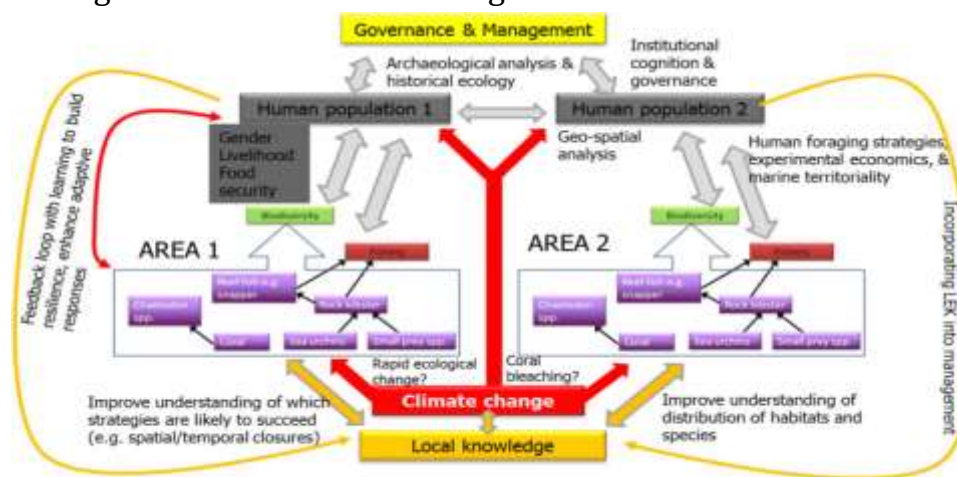 Governance & Management
Archaeological analysis &
historical ecology
Institutional
cognition &
governance
Human population 1
Human population 2
Gender
Livelihood
Food
security
Geo-spatial
analysis
Human foraging strategies,
experimental economics, &
marine territoriality
Feedback loop with learning to build
resilience, enhance adaptive
responses
Incorporating LEK into management
Biodiversity
Biodiversity
AREA 1
AREA 2
Fishery
Fishery
Reef fish e.g.
snapper
Reef fish e.g.
snapper
Rock lobster
Rock lobster
spp.
spp.
Coral
Sea urchins
Small prey spp
Coral
Sea urchins
Small prey spp
Rapid ecological
change?
Coral
bleaching?
Climate change
Improve understanding of which
strategies are likely to succeed
(e.g. spatial/temporal closures)
Improve understanding of
distribution of habitats and
species
Local knowledge